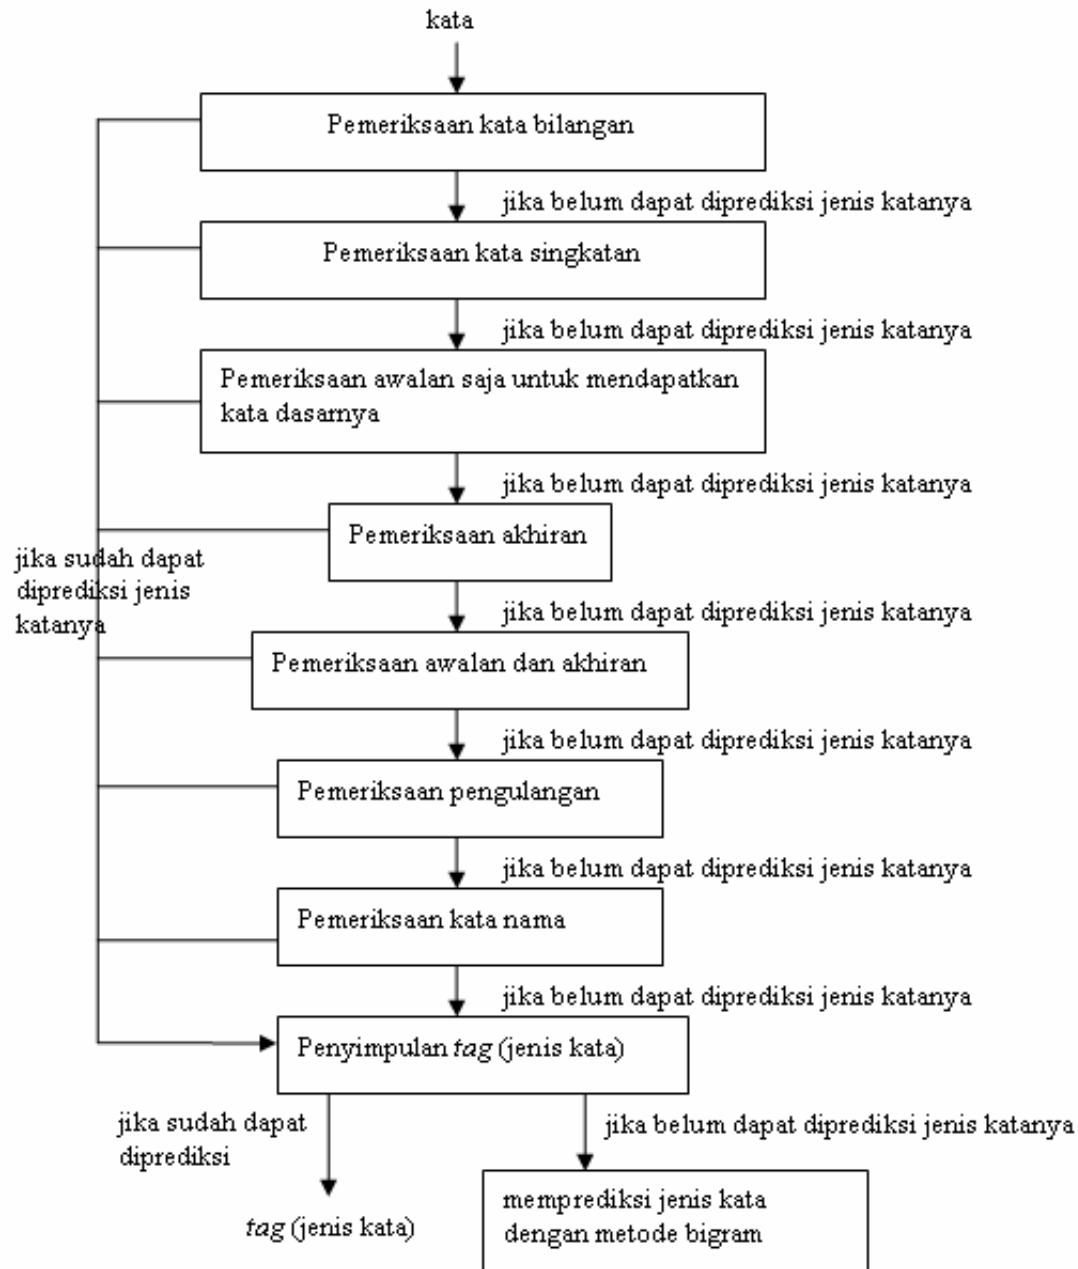 kata
Pemeriksaan kata bilangan
jika belum dapat diprediksi jenis katanya
Pemeriksaan kata singkatan
jika belum dapat diprediksi jenis katanya
Pemeriksaan awalan saja untuk mendapatkan
kata dasarnya
jika belum dapat diprediksi jenis katanya
Pemeriksaan akhiran
jika sudah dapat
diprediksi jenis
katanya
jika belum dapat diprediksi jenis katanya
Pemeriksaan awalan dan akhiran
jika belum dapat diprediksi jenis katanya
Pemeriksaan pengulangan
jika belum dapat diprediksi jenis katanya
Pemeriksaan kata nama
jika belum dapat diprediksi jenis katanya
Penyimpulan tag (jenis kata)
jika sudah dapat
diprediksi
jika belum dapat diprediksi jenis katanya
tag (jenis kata)
memprediksi jenis kata
dengan metode bigram